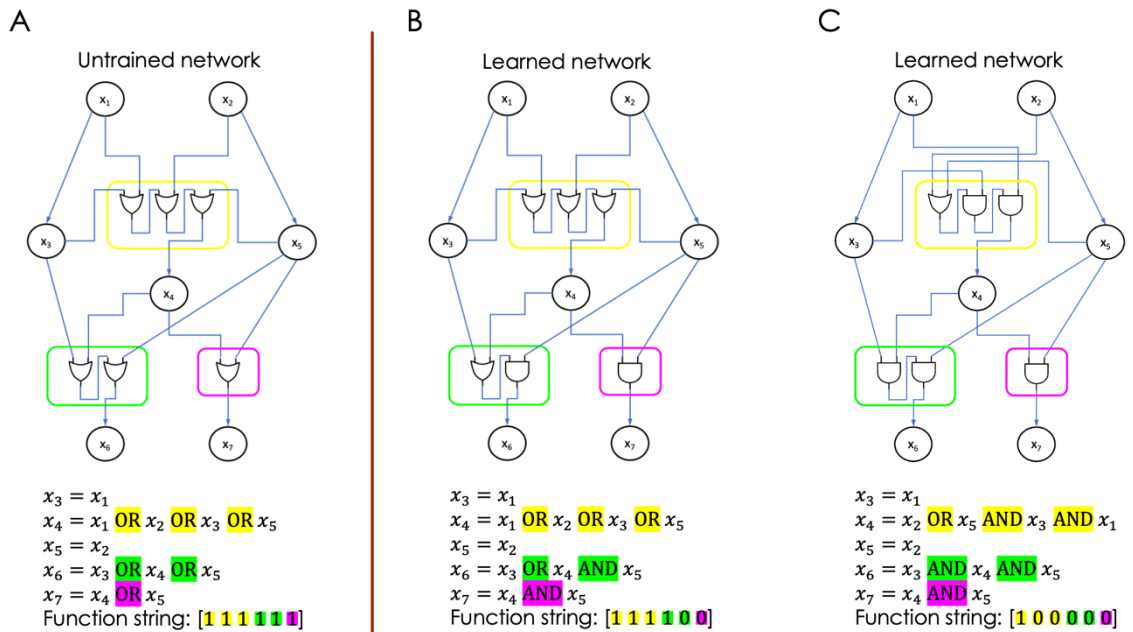 A
Untrained network
x₁
x₂
x₃
x₅
x₄
x₆
x₇
x₃ = x₁
x₄ = x₁ OR x₂ OR x₃ OR x₅
x₅ = x₂
x₆ = x₃ OR x₄ OR x₅
x₇ = x₄ OR x₅
Function string: [1 1 1 1 1 1]
B
Learned network
x₁
x₂
x₃
x₅
x₄
x₆
x₇
x₃ = x₁
x₄ = x₁ OR x₂ OR x₃ OR x₅
x₅ = x₂
x₆ = x₃ OR x₄ AND x₅
x₇ = x₄ AND x₅
Function string: [1 1 1 1 0 0]
C
Learned network
x₁
x₂
x₃
x₅
x₄
x₆
x₇
x₃ = x₁
x₄ = x₂ OR x₅ AND x₃ AND x₁
x₅ = x₂
x₆ = x₃ AND x₄ AND x₅
x₇ = x₄ AND x₅
Function string: [1 0 0 0 0 0]